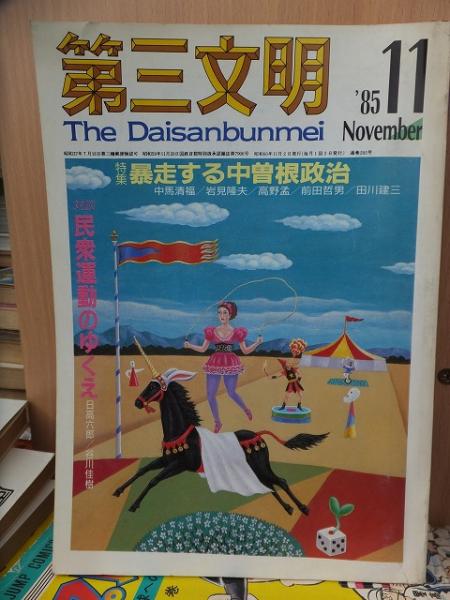 第三文明
'85 11
The Daisanbunmei November
特集 暴走する中曽根政治
中馬清福／岩見隆夫／高野孟／前田哲男／田川建三
対談 民衆運動のゆくえ
日高六郎／谷川佳樹
JUMP COMICS
巻